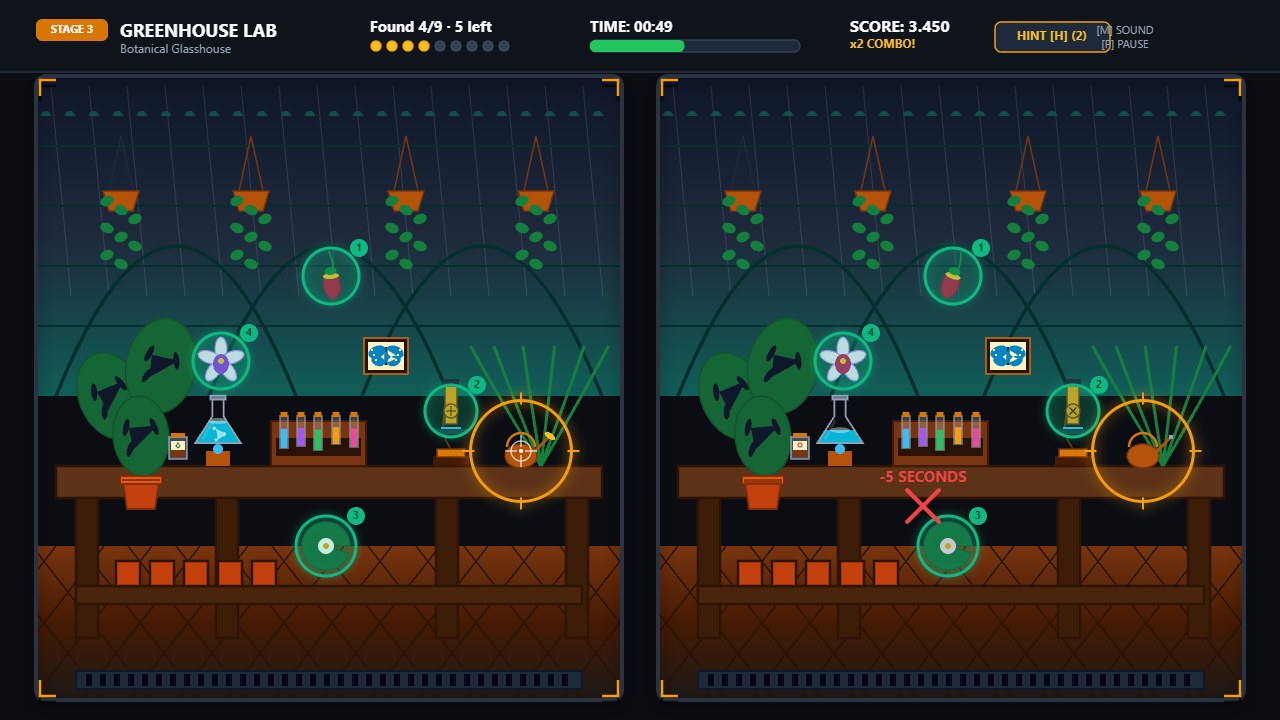 STAGE 3
GREENHOUSE LAB
Botanical Glasshouse
Found 4/9 · 5 left
TIME: 00:49
SCORE: 3.450
x2 COMBO!
HINT [H] (2)
[M] SOUND
[P] PAUSE
1
4
2
3
1
4
2
-5 SECONDS
3